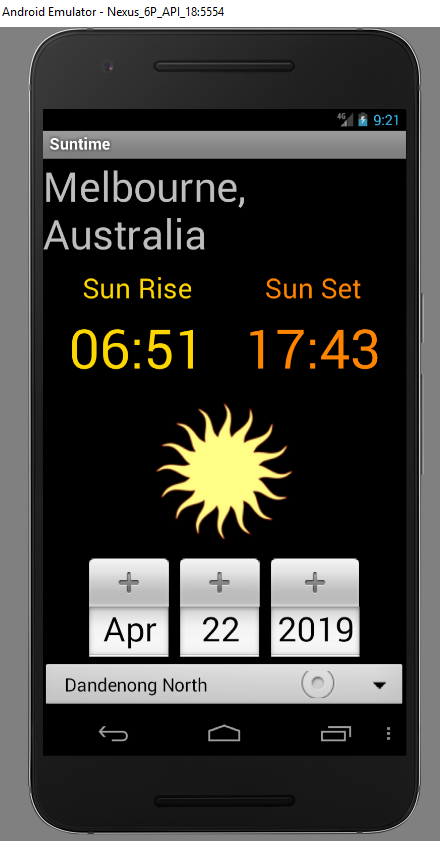 Android Emulator - Nexus_6P_API_18:5554
4G 9:21
Suntime
Melbourne,
Australia
Sun Rise Sun Set
06:51 17:43
+ + +
Apr 22 2019
Dandenong North